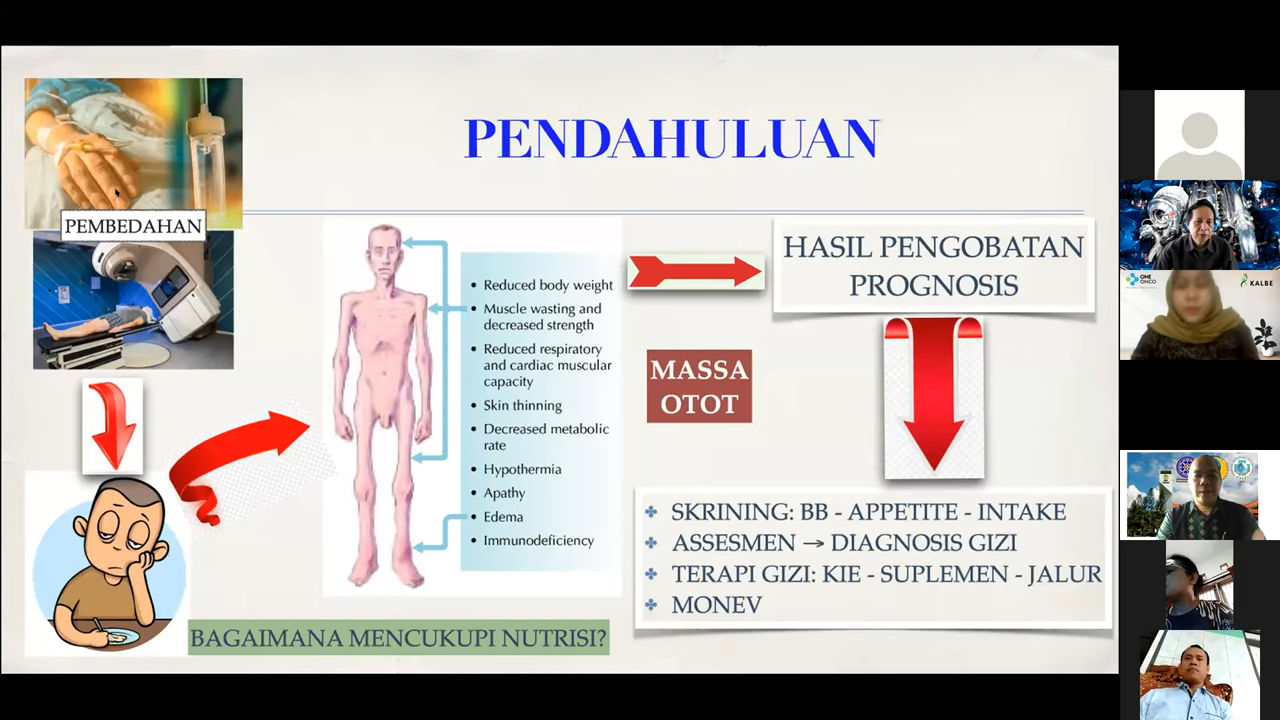 PENDAHULUAN
PEMBEDAHAN
Reduced body weight
Muscle wasting and
decreased strength
Reduced respiratory
and cardiac muscular
capacity
Skin thinning
Decreased metabolic
rate
Hypothermia
Apathy
Edema
Immunodeficiency
HASIL PENGOBATAN
PROGNOSIS
MASSA
OTOT
SKRINING: BB - APPETITE - INTAKE
ASSESMEN → DIAGNOSIS GIZI
TERAPI GIZI: KIE - SUPLEMEN - JALUR
MONEV
BAGAIMANA MENCUKUPI NUTRISI?
ONE
ONCO
KALBE